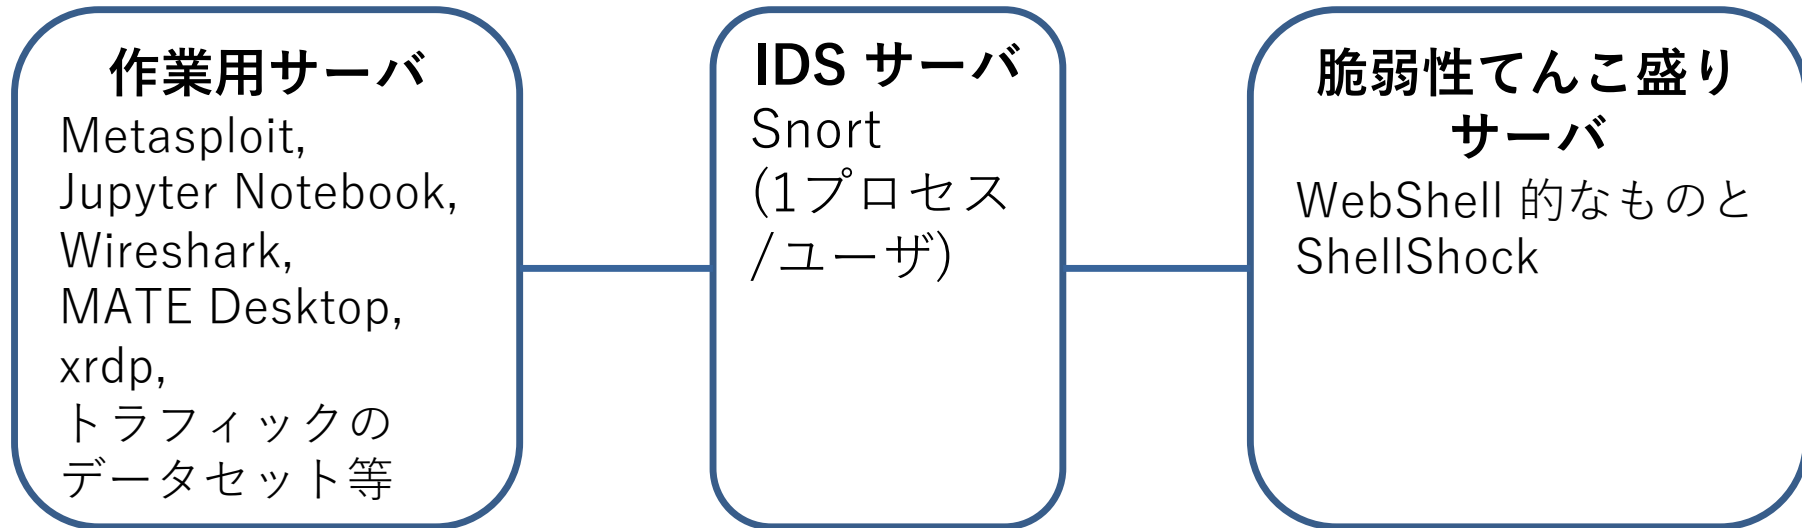 作業用サーバ
Metasploit,
Jupyter Notebook,
Wireshark,
MATE Desktop,
xrdp,
トラフィックの
データセット等
IDS サーバ
Snort
(1プロセス
/ユーザ)
脆弱性てんこ盛り
サーバ
WebShell 的なものと
ShellShock